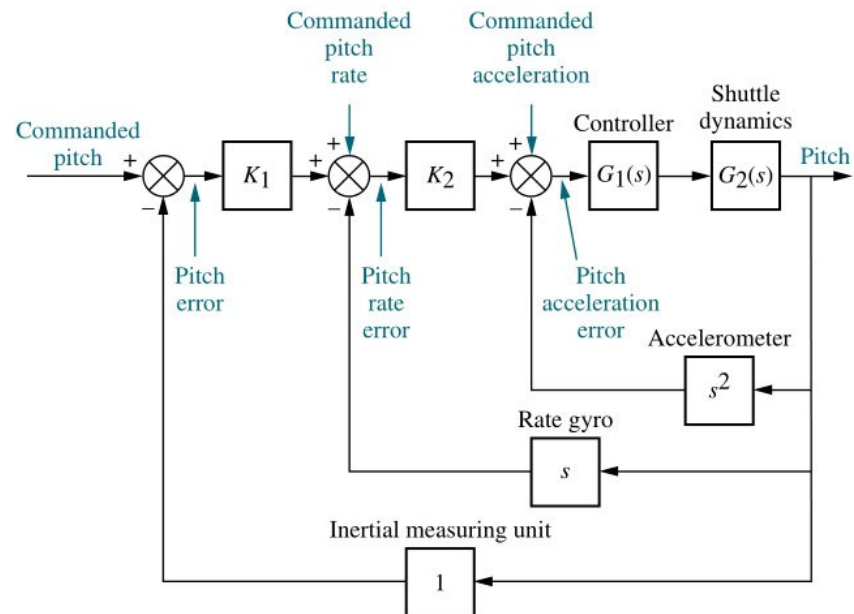 Commanded
pitch
rate
Commanded
pitch
acceleration
Commanded
pitch
+
−
K1
+
+
−
K2
+
+
−
Controller
G1(s)
Shuttle
dynamics
G2(s)
Pitch
Pitch
error
Pitch
rate
error
Pitch
acceleration
error
Accelerometer
s²
Rate gyro
s
Inertial measuring unit
1